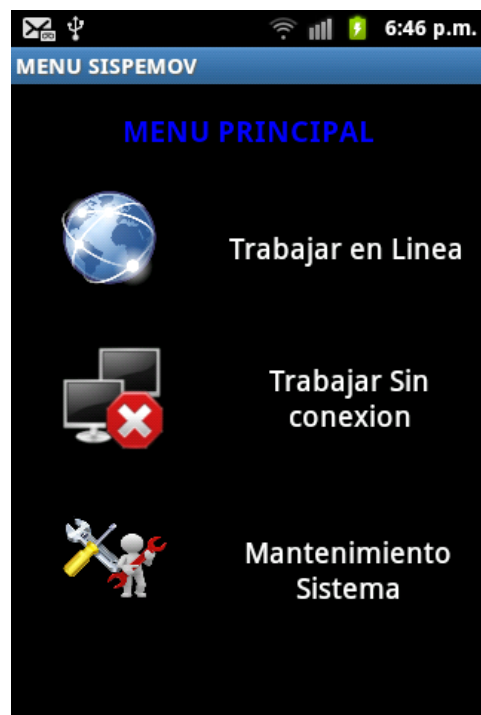 6:46 p.m.
MENU SISPEMOV
MENU PRINCIPAL
Trabajar en Linea
Trabajar Sin
conexion
Mantenimiento
Sistema